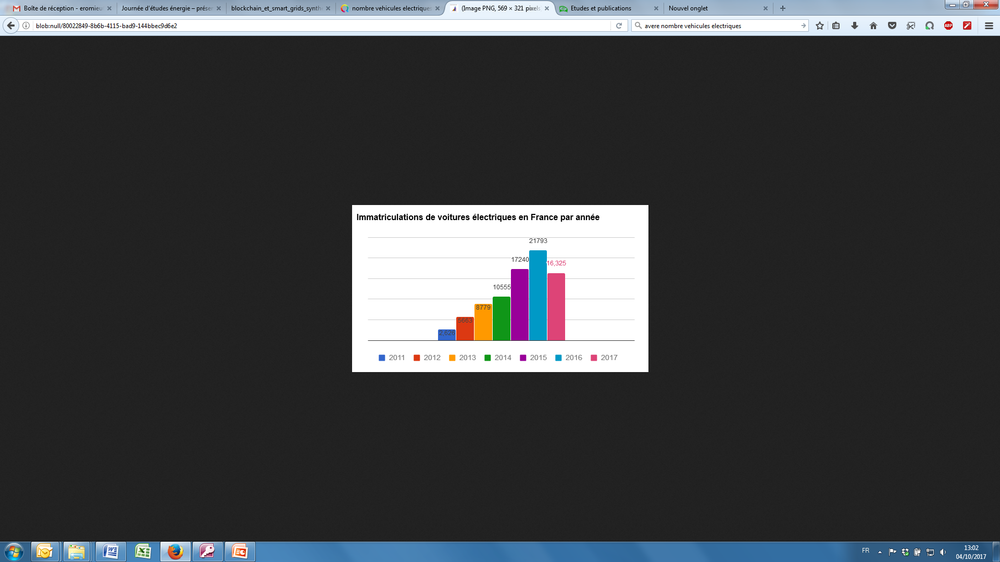 Boîte de réception - eromieu
Journée d'études énergie – présen
blockchain_et_smart_grids_synthe
nombre vehicules electriques
(Image PNG, 569 × 321 pixels
Etudes et publications
Nouvel onglet
blob:null/80022849-8b6b-4115-bad9-144bbec9d6e2
avere nombre vehicules electriques
ABP
Immatriculations de voitures électriques en France par année
21793
17240
16,325
10555
8779
5663
2,626
2011 2012 2013 2014 2015 2016 2017
FR
13:02
04/10/2017